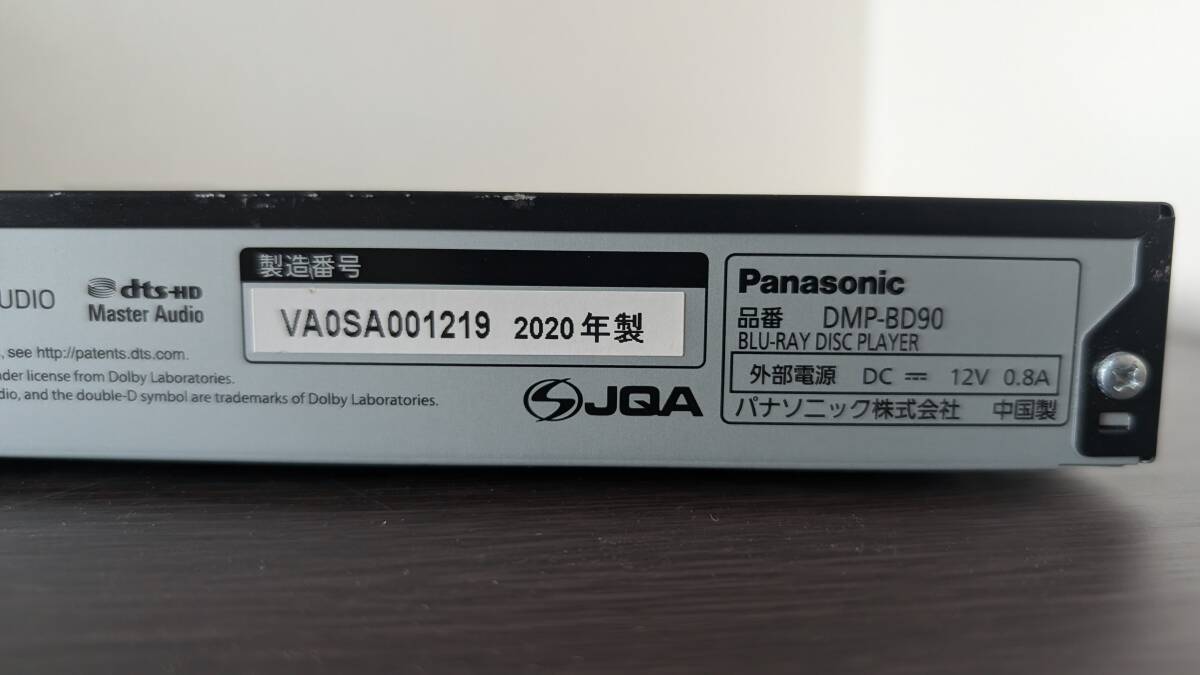 UDIO
dts-HD
Master Audio
, see http://patents.dts.com.
nder license from Dolby Laboratories.
dio, and the double-D symbol are trademarks of Dolby Laboratories.
製造番号
VA0SA001219 2020年製
JQA
Panasonic
品番 DMP-BD90
BLU-RAY DISC PLAYER
外部電源 DC ⎓ 12V 0.8A
パナソニック株式会社 中国製